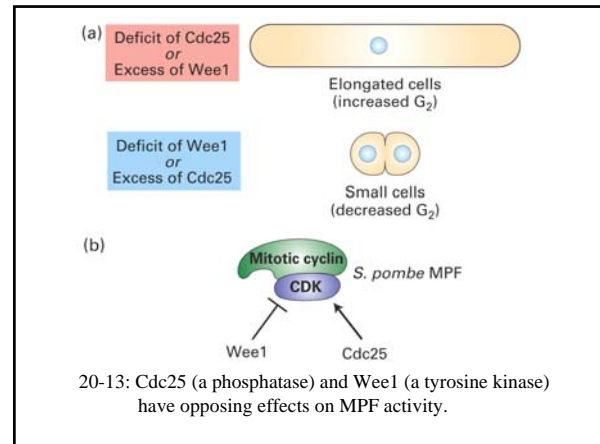 (a)
Deficit of Cdc25
or
Excess of Wee1
Elongated cells
(increased G2)
Deficit of Wee1
or
Excess of Cdc25
Small cells
(decreased G2)
(b)
Mitotic cyclin
CDK
S. pombe MPF
Wee1
Cdc25
20-13: Cdc25 (a phosphatase) and Wee1 (a tyrosine kinase)
have opposing effects on MPF activity.